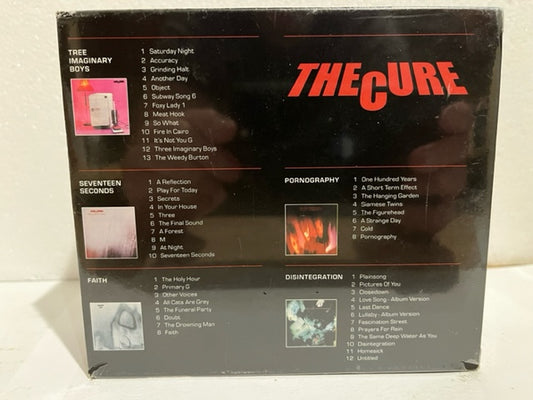 TREE
IMAGINARY
BOYS
1 Saturday Night
2 Accuracy
3 Grinding Halt
4 Another Day
5 Object
6 Subway Song 6
7 Foxy Lady 1
8 Meat Hook
9 So What
10 Fire In Cairo
11 It's Not You G
12 Three Imaginary Boys
13 The Weedy Burton
THE CURE
SEVENTEEN
SECONDS
1 A Reflection
2 Play For Today
3 Secrets
4 In Your House
5 Three
6 The Final Sound
7 A Forest
8 M
9 At Night
10 Seventeen Seconds
PORNOGRAPHY
1 One Hundred Years
2 A Short Term Effect
3 The Hanging Garden
4 Siamese Twins
5 The Figurehead
6 A Strange Day
7 Cold
8 Pornography
FAITH
1 The Holy Hour
2 Primary G
3 Other Voices
4 All Cats Are Grey
5 The Funeral Party
6 Doubt
7 The Drowning Man
8 Faith
DISINTEGRATION
1 Plainsong
2 Pictures Of You
3 Closedown
4 Love Song - Album Version
5 Last Dance
6 Lullaby - Album Version
7 Fascination Street
8 Prayers For Rain
9 The Same Deep Water As You
10 Disintegration
11 Homesick
12 Untitled